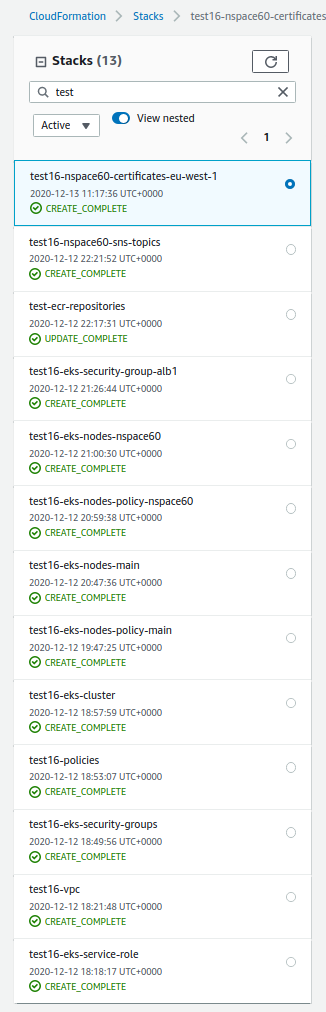 CloudFormation > Stacks > test16-nspace60-certificates
Stacks (13)
test
Active
View nested
1
test16-nspace60-certificates-eu-west-1
2020-12-13 11:17:36 UTC+0000
CREATE_COMPLETE
test16-nspace60-sns-topics
2020-12-12 22:21:52 UTC+0000
CREATE_COMPLETE
test-ecr-repositories
2020-12-12 22:17:31 UTC+0000
UPDATE_COMPLETE
test16-eks-security-group-alb1
2020-12-12 21:26:44 UTC+0000
CREATE_COMPLETE
test16-eks-nodes-nspace60
2020-12-12 21:00:30 UTC+0000
CREATE_COMPLETE
test16-eks-nodes-policy-nspace60
2020-12-12 20:59:38 UTC+0000
CREATE_COMPLETE
test16-eks-nodes-main
2020-12-12 20:47:36 UTC+0000
CREATE_COMPLETE
test16-eks-nodes-policy-main
2020-12-12 19:47:25 UTC+0000
CREATE_COMPLETE
test16-eks-cluster
2020-12-12 18:57:59 UTC+0000
CREATE_COMPLETE
test16-policies
2020-12-12 18:53:07 UTC+0000
CREATE_COMPLETE
test16-eks-security-groups
2020-12-12 18:49:56 UTC+0000
CREATE_COMPLETE
test16-vpc
2020-12-12 18:21:48 UTC+0000
CREATE_COMPLETE
test16-eks-service-role
2020-12-12 18:18:17 UTC+0000
CREATE_COMPLETE